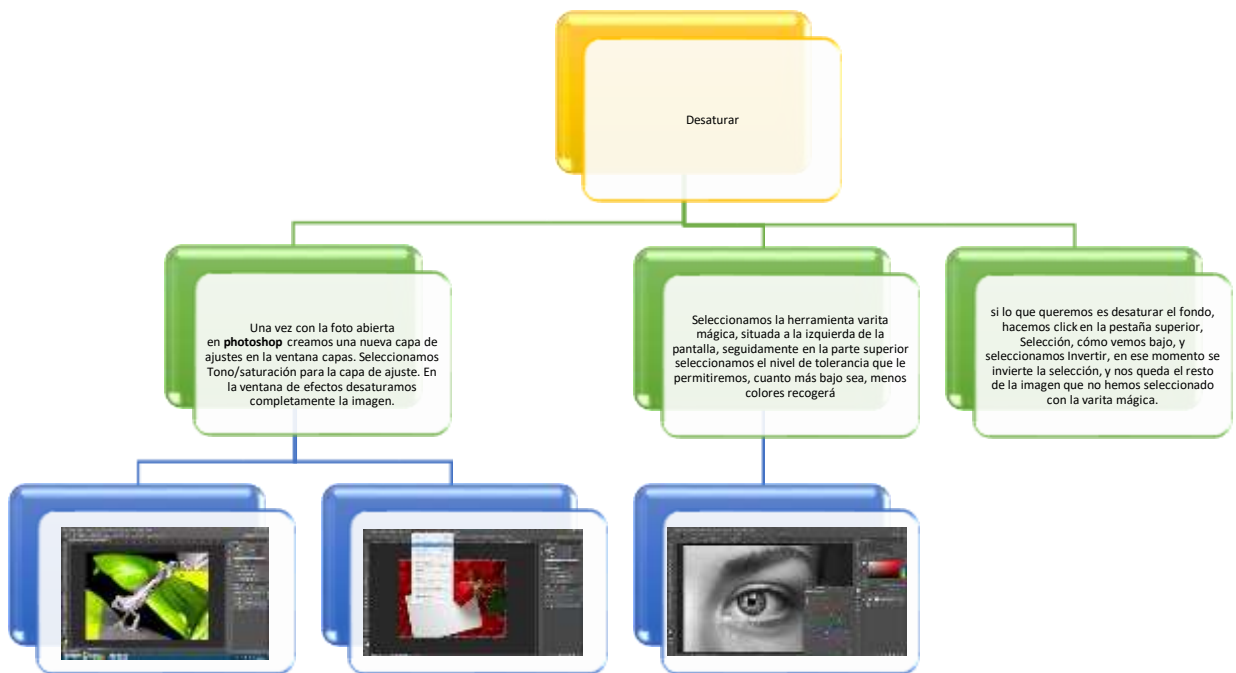 Desaturar
Una vez con la foto abierta
en photoshop creamos una nueva capa de
ajustes en la ventana capas. Seleccionamos
Tono/saturación para la capa de ajuste. En
la ventana de efectos desaturamos
completamente la imagen.
Seleccionamos la herramienta varita
mágica, situada a la izquierda de la
pantalla, seguidamente en la parte superior
seleccionamos el nivel de tolerancia que le
permitiremos, cuanto más bajo sea, menos
colores recogerá
si lo que queremos es desaturar el fondo,
hacemos click en la pestaña superior,
Selección, cómo vemos bajo, y
seleccionamos Invertir, en ese momento se
invierte la selección, y nos queda el resto
de la imagen que no hemos seleccionado
con la varita mágica.